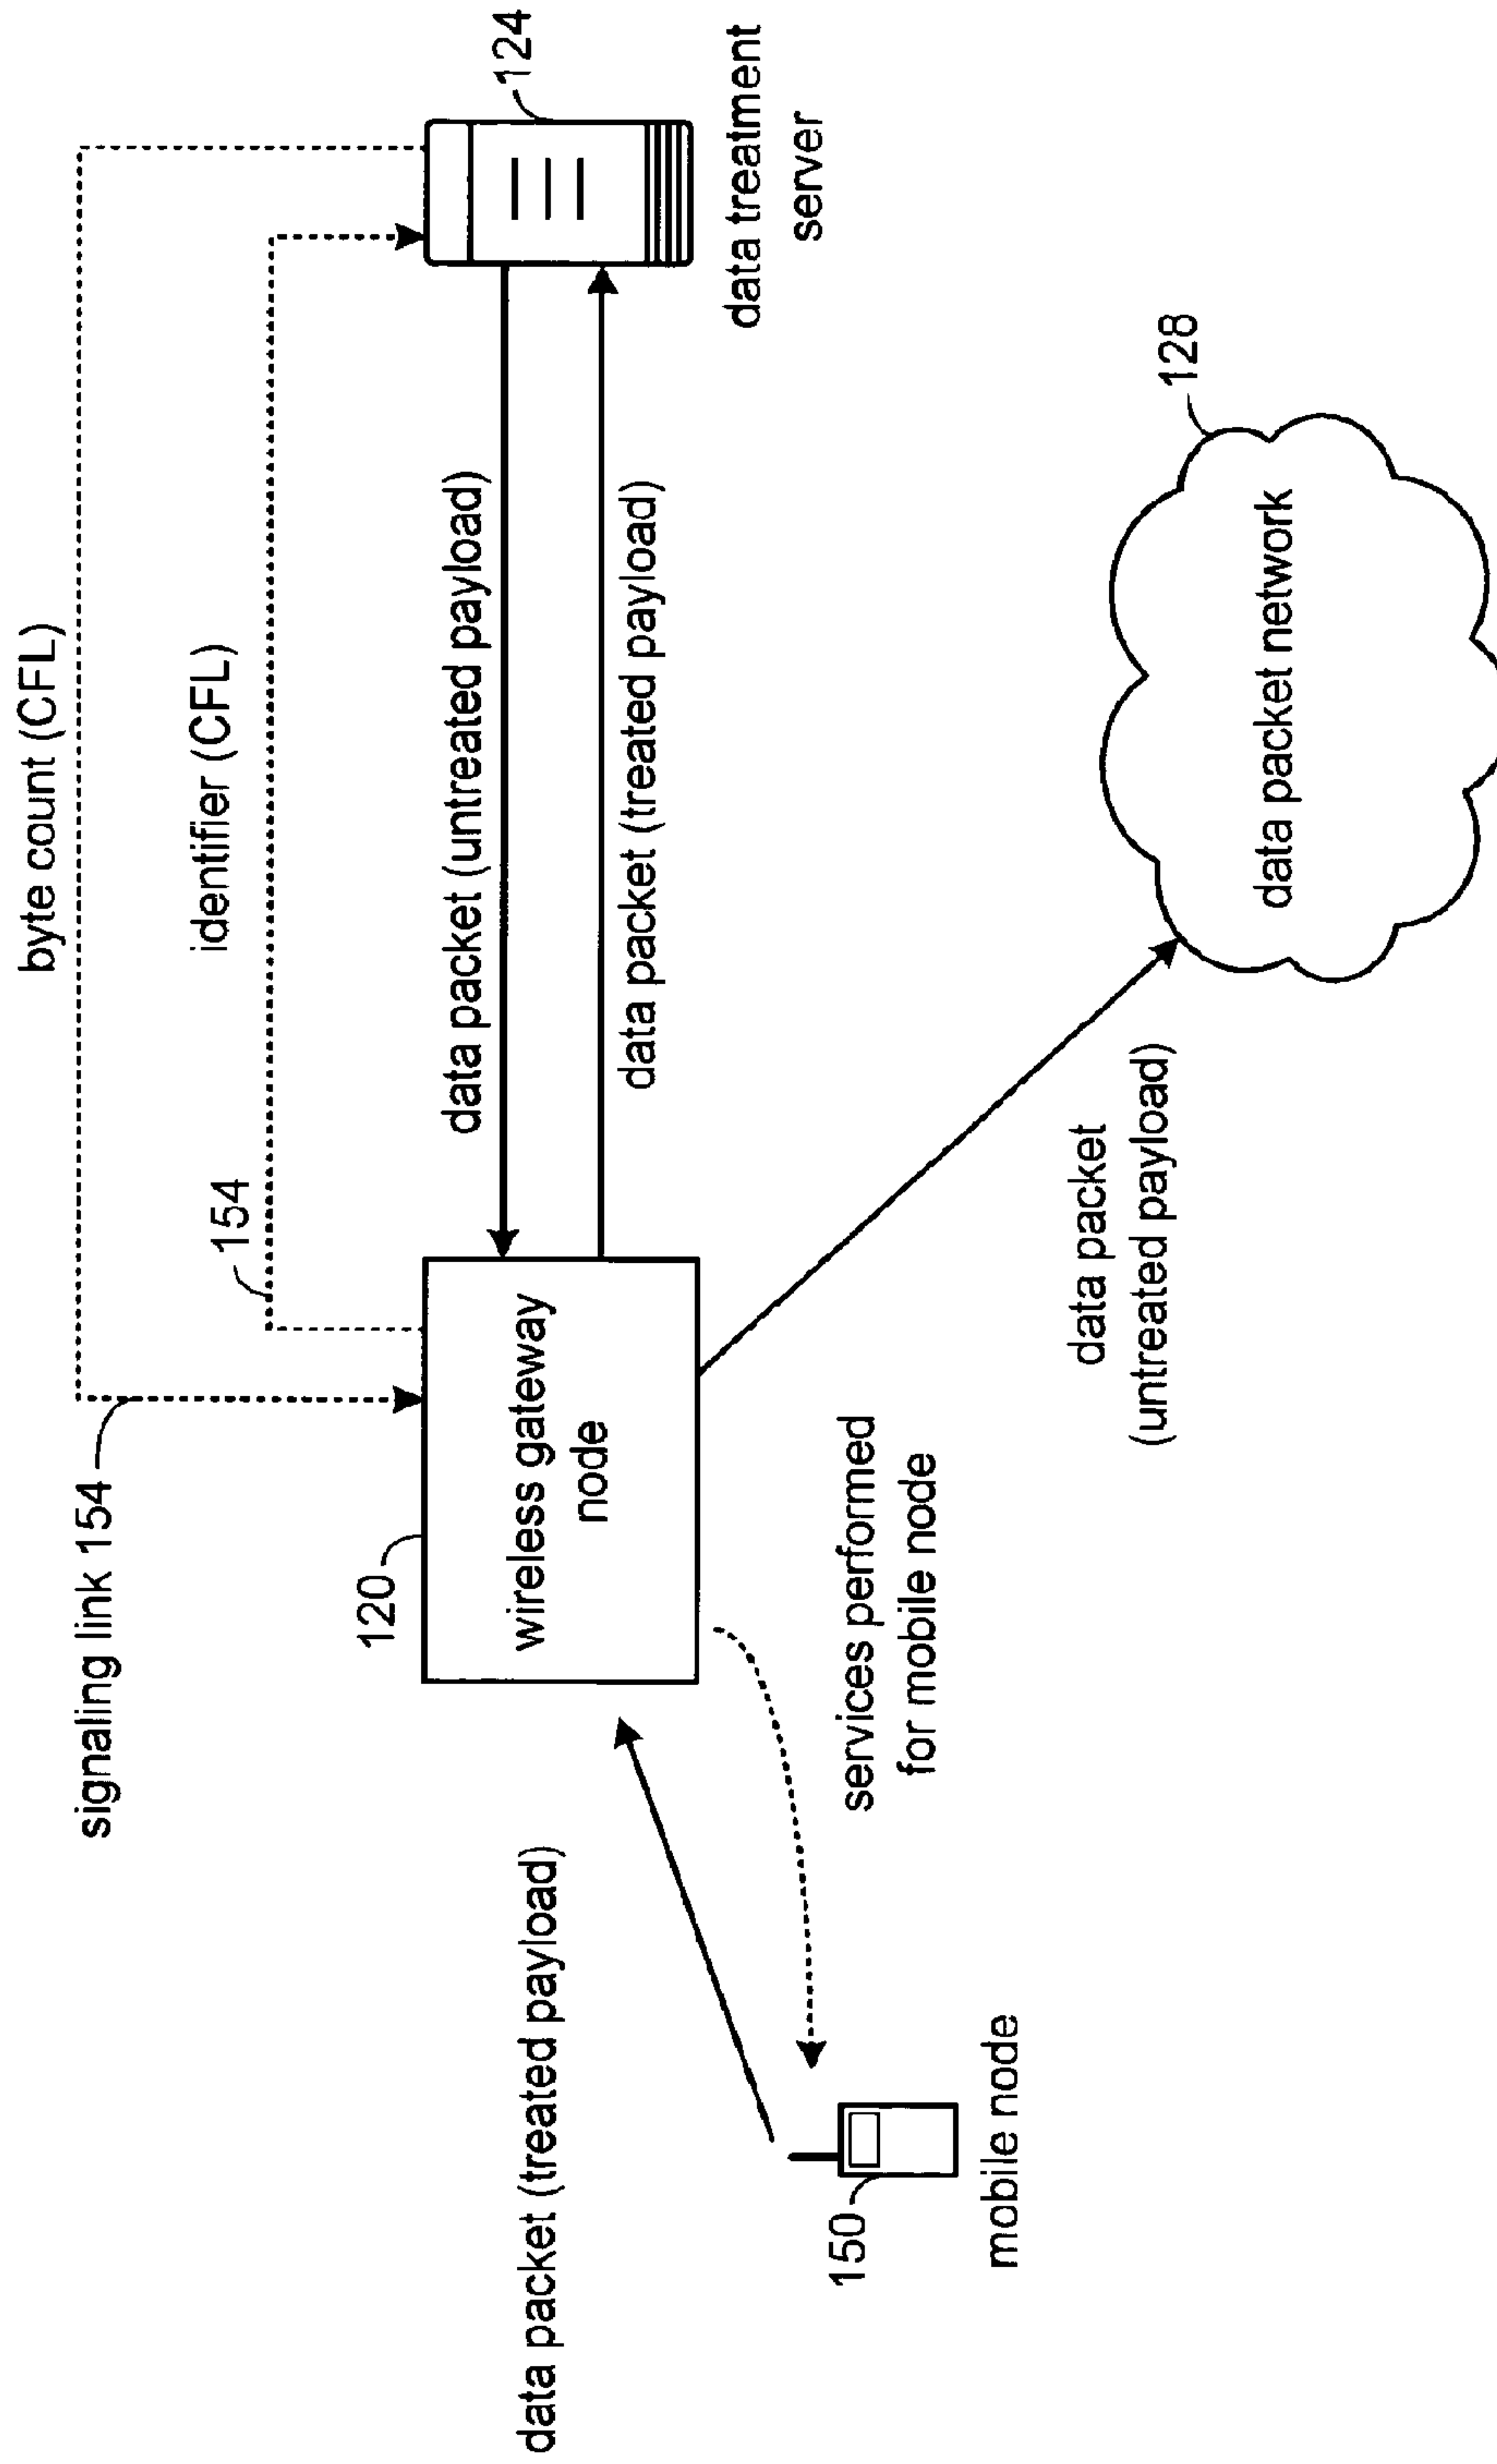 byte count (CFL)
signaling link 154
identifier (CFL)
154
124
data packet (untreated payload)
data packet (treated payload)
data treatment
server
120
wireless gateway
node
data packet (treated payload)
services performed
for mobile node
150
mobile node
data packet
(untreated payload)
128
data packet network